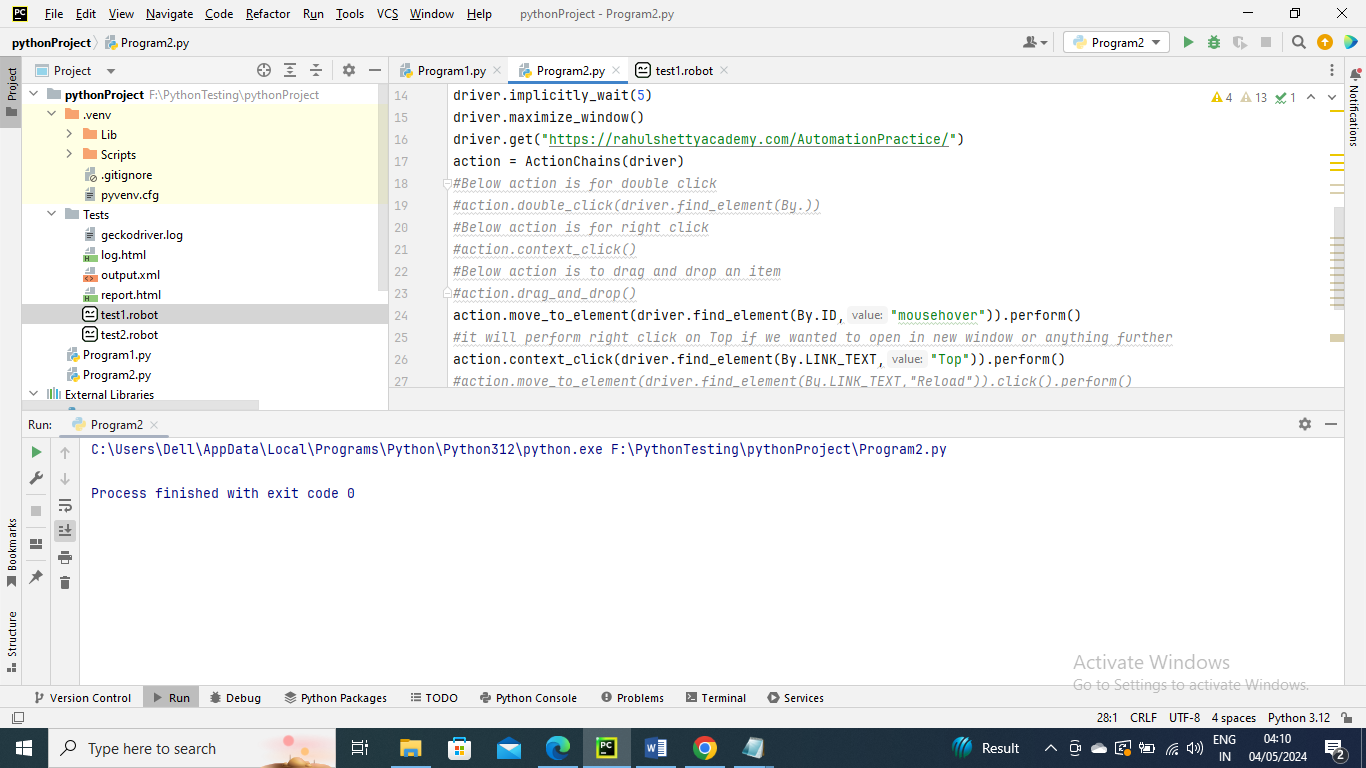 PC File Edit View Navigate Code Refactor Run Tools VCS Window Help pythonProject - Program2.py
pythonProject Program2.py Program2
Project
Project
Program1.py Program2.py test1.robot
Notifications
pythonProject F:\PythonTesting\pythonProject
.venv
Lib
Scripts
.gitignore
pyvenv.cfg
Tests
geckodriver.log
log.html
output.xml
report.html
test1.robot
test2.robot
Program1.py
Program2.py
External Libraries
4 13 1
14 driver.implicitly_wait(5)
15 driver.maximize_window()
16 driver.get("https://rahulshettyacademy.com/AutomationPractice/")
17 action = ActionChains(driver)
18 #Below action is for double click
19 #action.double_click(driver.find_element(By.))
20 #Below action is for right click
21 #action.context_click()
22 #Below action is to drag and drop an item
23 #action.drag_and_drop()
24 action.move_to_element(driver.find_element(By.ID, value: "mousehover")).perform()
25 #it will perform right click on Top if we wanted to open in new window or anything further
26 action.context_click(driver.find_element(By.LINK_TEXT, value: "Top")).perform()
27 #action.move_to_element(driver.find_element(By.LINK_TEXT,"Reload")).click().perform()
Run: Program2
C:\Users\Dell\AppData\Local\Programs\Python\Python312\python.exe F:\PythonTesting\pythonProject\Program2.py
Process finished with exit code 0
Bookmarks
Structure
Activate Windows
Go to Settings to activate Windows.
Version Control Run Debug Python Packages TODO Python Console Problems Terminal Services
28:1 CRLF UTF-8 4 spaces Python 3.12
Type here to search PC Result ENG 04:10
IN 04/05/2024 2